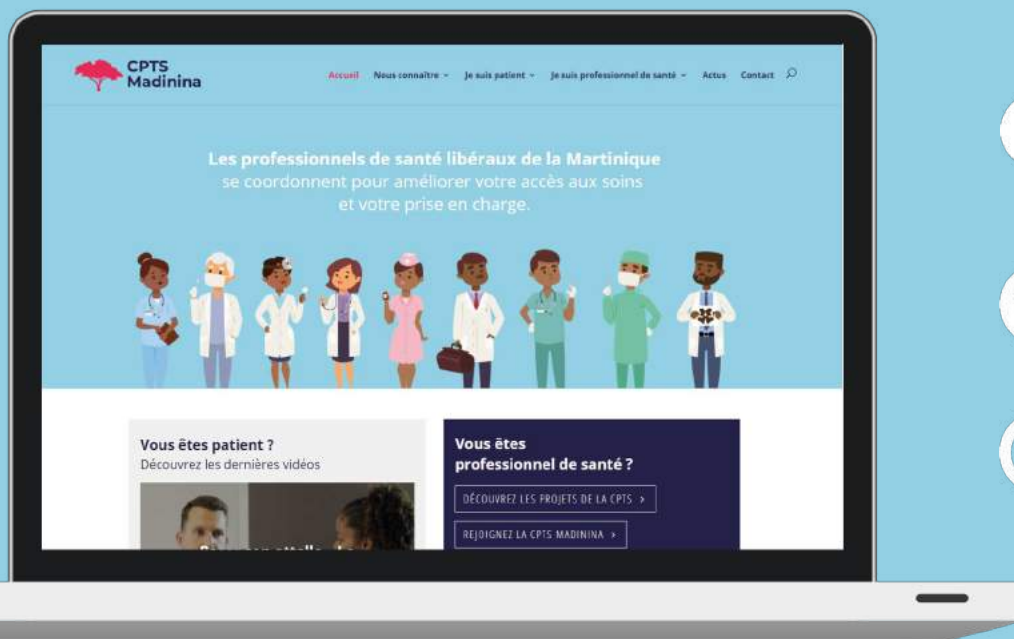 CPTS
Madinina
Accueil Nous connaître Je suis patient Je suis professionnel de santé Actus Contact
Les professionnels de santé libéraux de la Martinique
se coordonnent pour améliorer votre accès aux soins
et votre prise en charge.
Vous êtes patient ?
Découvrez les dernières vidéos
Vous êtes
professionnel de santé ?
DÉCOUVREZ LES PROJETS DE LA CPTS >
REJOIGNEZ LA CPTS MADININA >